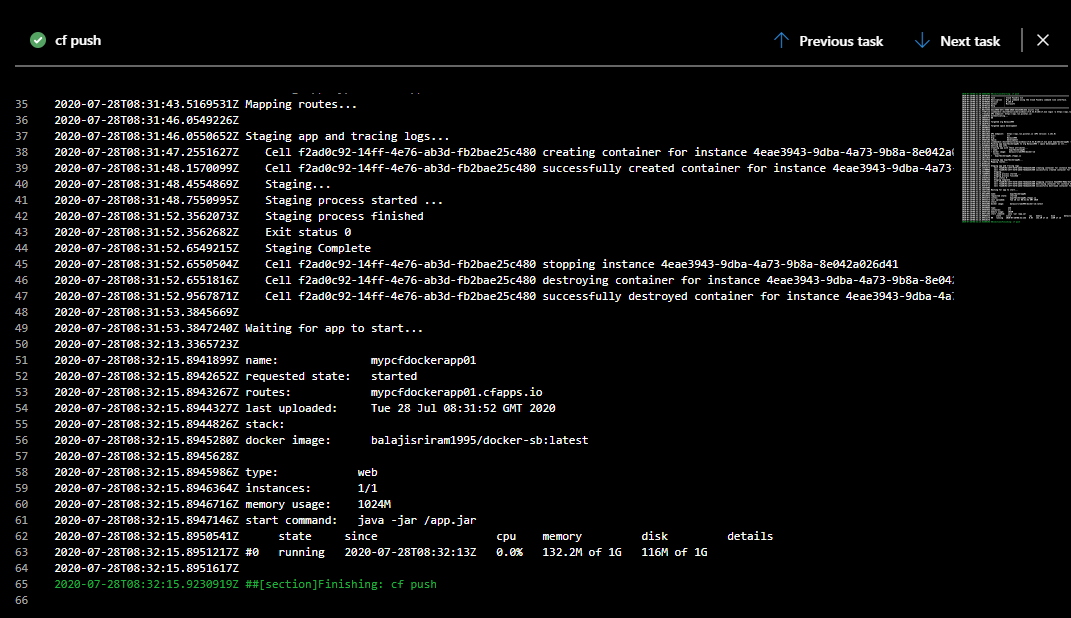 cf push
Previous task
Next task
35 2020-07-28T08:31:43.5169531Z Mapping routes...
36 2020-07-28T08:31:46.0549226Z
37 2020-07-28T08:31:46.0550652Z Staging app and tracing logs...
38 2020-07-28T08:31:47.2551627Z    Cell f2ad0c92-14ff-4e76-ab3d-fb2bae25c480 creating container for instance 4eae3943-9dba-4a73-9b8a-8e042a0
39 2020-07-28T08:31:48.1570099Z    Cell f2ad0c92-14ff-4e76-ab3d-fb2bae25c480 successfully created container for instance 4eae3943-9dba-4a73-
40 2020-07-28T08:31:48.4554869Z    Staging...
41 2020-07-28T08:31:48.7550995Z    Staging process started ...
42 2020-07-28T08:31:52.3562073Z    Staging process finished
43 2020-07-28T08:31:52.3562682Z    Exit status 0
44 2020-07-28T08:31:52.6549215Z    Staging Complete
45 2020-07-28T08:31:52.6550504Z    Cell f2ad0c92-14ff-4e76-ab3d-fb2bae25c480 stopping instance 4eae3943-9dba-4a73-9b8a-8e042a026d41
46 2020-07-28T08:31:52.6551816Z    Cell f2ad0c92-14ff-4e76-ab3d-fb2bae25c480 destroying container for instance 4eae3943-9dba-4a73-9b8a-8e042
47 2020-07-28T08:31:52.9567871Z    Cell f2ad0c92-14ff-4e76-ab3d-fb2bae25c480 successfully destroyed container for instance 4eae3943-9dba-4a7
48 2020-07-28T08:31:53.3845669Z
49 2020-07-28T08:31:53.3847240Z Waiting for app to start...
50 2020-07-28T08:32:13.3365723Z
51 2020-07-28T08:32:15.8941899Z name:              mypcfdockerapp01
52 2020-07-28T08:32:15.8942652Z requested state:   started
53 2020-07-28T08:32:15.8943267Z routes:            mypcfdockerapp01.cfapps.io
54 2020-07-28T08:32:15.8944327Z last uploaded:     Tue 28 Jul 08:31:52 GMT 2020
55 2020-07-28T08:32:15.8944826Z stack:
56 2020-07-28T08:32:15.8945280Z docker image:      balajisriram1995/docker-sb:latest
57 2020-07-28T08:32:15.8945628Z
58 2020-07-28T08:32:15.8945986Z type:            web
59 2020-07-28T08:32:15.8946364Z instances:       1/1
60 2020-07-28T08:32:15.8946716Z memory usage:    1024M
61 2020-07-28T08:32:15.8947146Z start command:   java -jar /app.jar
62 2020-07-28T08:32:15.8950541Z      state     since                  cpu    memory         disk         details
63 2020-07-28T08:32:15.8951217Z #0   running   2020-07-28T08:32:13Z   0.0%   132.2M of 1G   116M of 1G
64 2020-07-28T08:32:15.8951617Z
65 2020-07-28T08:32:15.9230919Z ##[section]Finishing: cf push
66